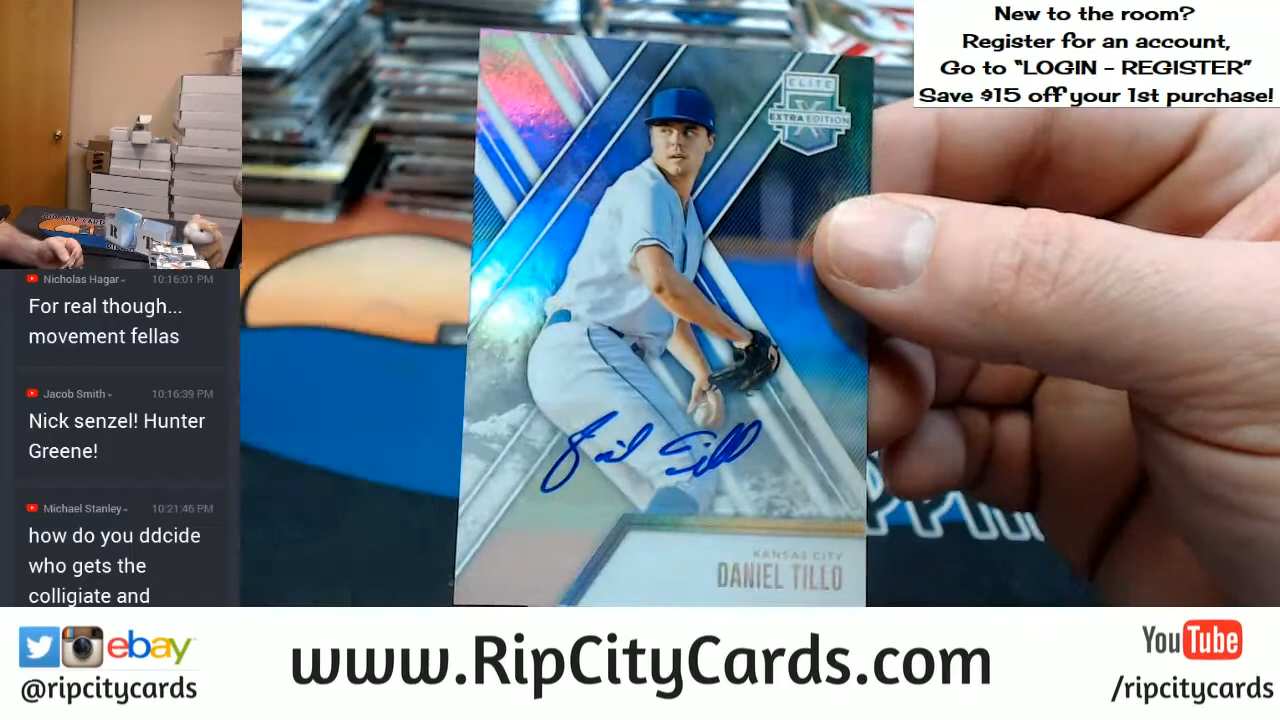 New to the room?
Register for an account,
Go to “LOGIN - REGISTER”
Save $15 off your 1st purchase!
ELITE
X
EXTRA EDITION
KANSAS CITY
DANIEL TILLO
Nicholas Hagar 10:16:01 PM
For real though...
movement fellas
Jacob Smith 10:16:39 PM
Nick senzel! Hunter
Greene!
Michael Stanley 10:21:46 PM
how do you ddcide
who gets the
colligiate and
ebay
@ripcitycards
www.RipCityCards.com
YouTube
/ripcitycards